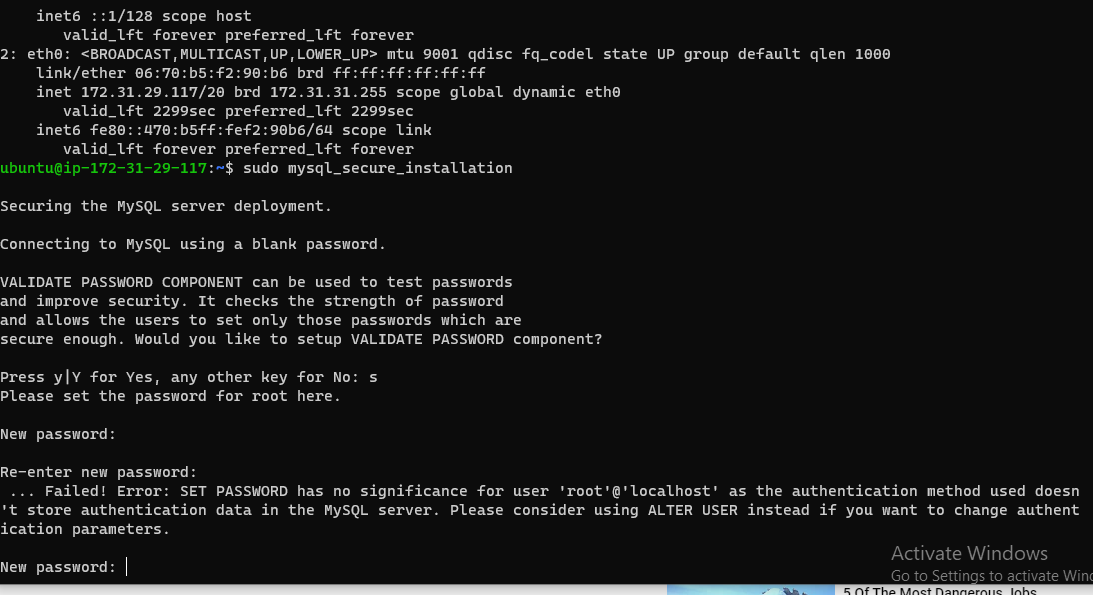 inet6 ::1/128 scope host
valid_lft forever preferred_lft forever
2: eth0: <BROADCAST,MULTICAST,UP,LOWER_UP> mtu 9001 qdisc fq_codel state UP group default qlen 1000
link/ether 06:70:b5:f2:90:b6 brd ff:ff:ff:ff:ff:ff
inet 172.31.29.117/20 brd 172.31.31.255 scope global dynamic eth0
valid_lft 2299sec preferred_lft 2299sec
inet6 fe80::470:b5ff:fef2:90b6/64 scope link
valid_lft forever preferred_lft forever
ubuntu@ip-172-31-29-117:~$ sudo mysql_secure_installation
Securing the MySQL server deployment.
Connecting to MySQL using a blank password.
VALIDATE PASSWORD COMPONENT can be used to test passwords
and improve security. It checks the strength of password
and allows the users to set only those passwords which are
secure enough. Would you like to setup VALIDATE PASSWORD component?
Press y|Y for Yes, any other key for No: s
Please set the password for root here.
New password:
Re-enter new password:
... Failed! Error: SET PASSWORD has no significance for user 'root'@'localhost' as the authentication method used doesn
't store authentication data in the MySQL server. Please consider using ALTER USER instead if you want to change authent
ication parameters.
New password:
Activate Windows
Go to Settings to activate Wind
5 Of The Most Dangerous Jobs